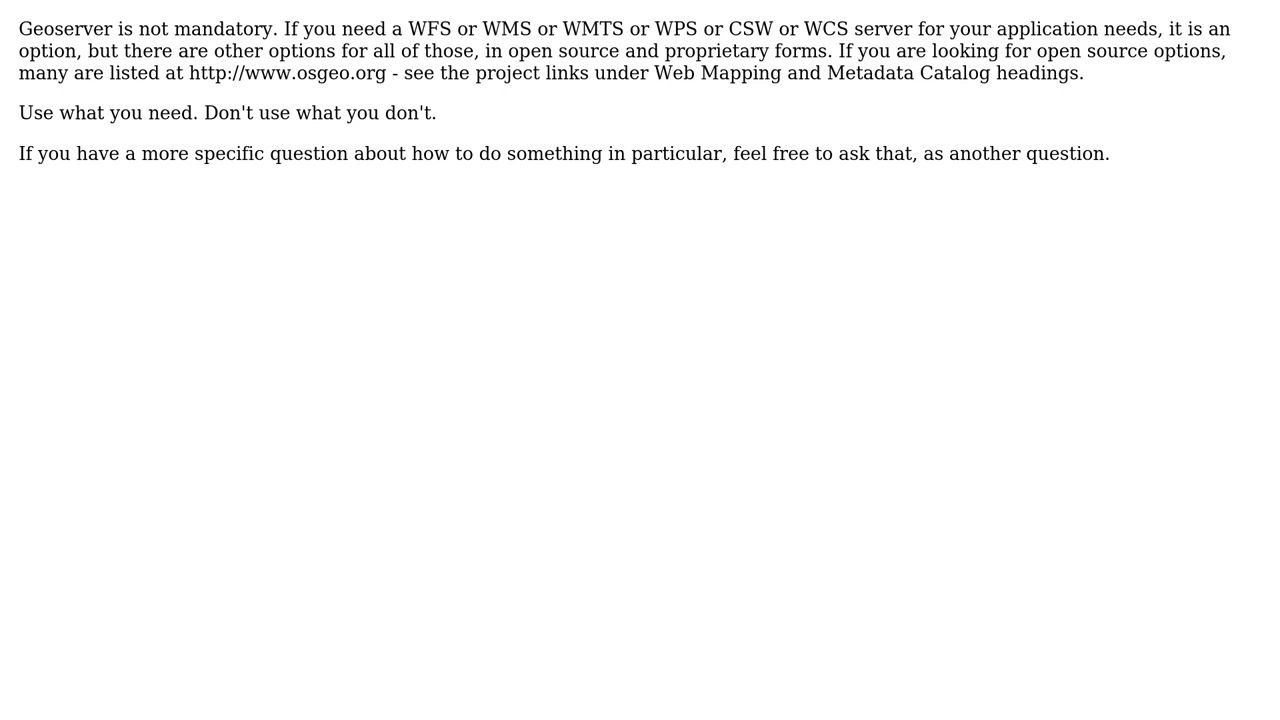 Geoserver is not mandatory. If you need a WFS or WMS or WMTS or WPS or CSW or WCS server for your application needs, it is an
option, but there are other options for all of those, in open source and proprietary forms. If you are looking for open source options,
many are listed at http://www.osgeo.org - see the project links under Web Mapping and Metadata Catalog headings.
Use what you need. Don't use what you don't.
If you have a more specific question about how to do something in particular, feel free to ask that, as another question.